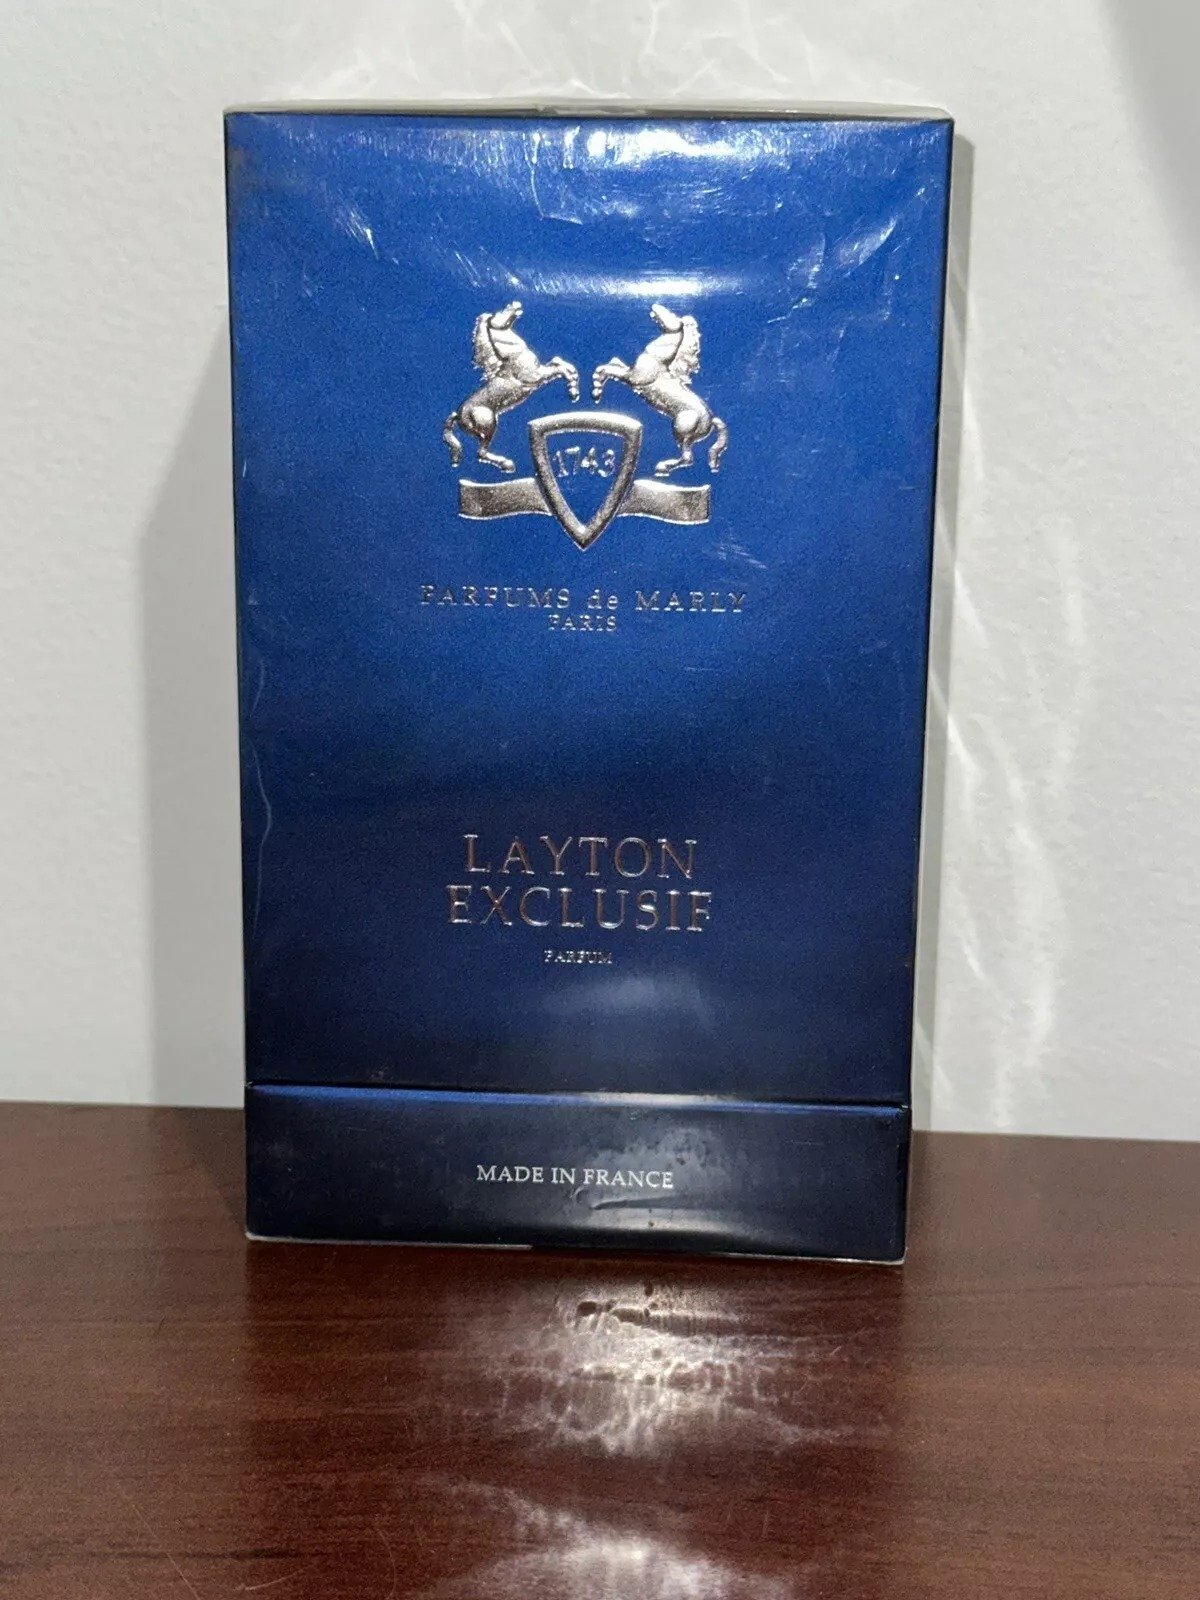 1743
PARFUMS de MARLY
PARIS
LAYTON
EXCLUSIF
PARFUM
MADE IN FRANCE